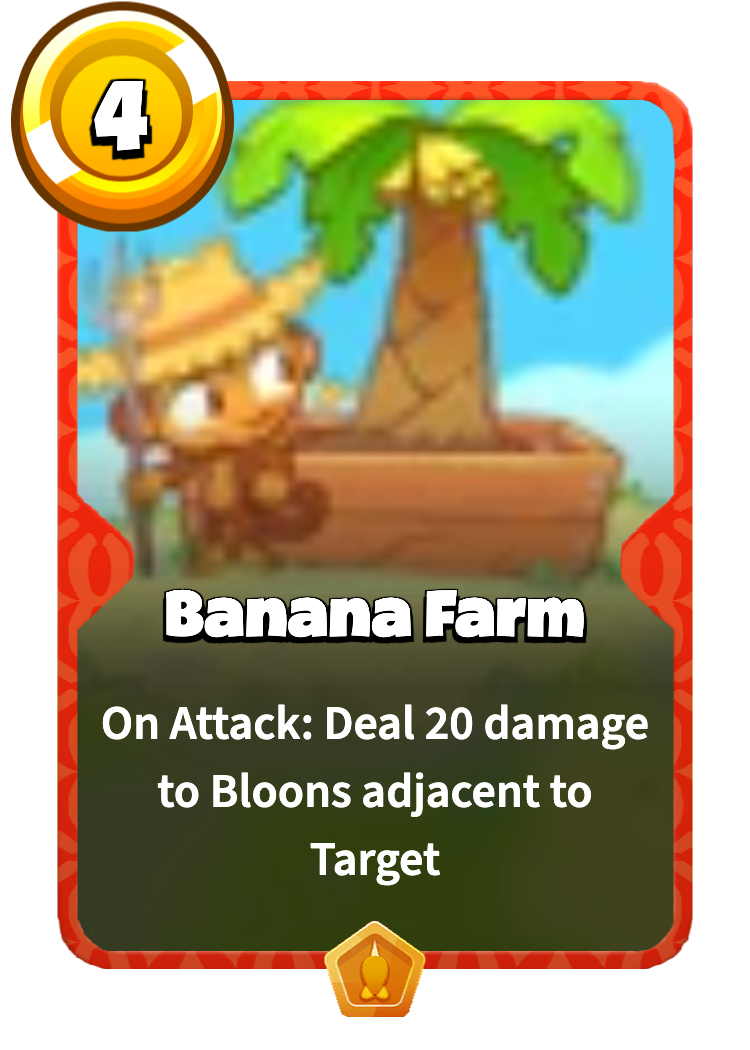 4
Banana Farm
On Attack: Deal 20 damage
to Bloons adjacent to
Target